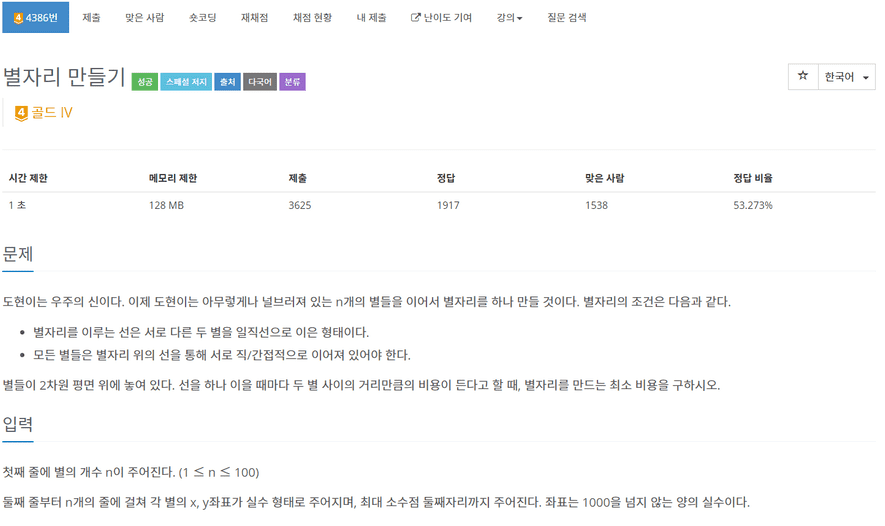 4 4386번 제출 맞은 사람 숏코딩 재채점 채점 현황 내 제출 난이도 기여 강의 질문 검색
별자리 만들기 성공 스페셜 저지 출처 다국어 분류 한국어
4 골드 IV
시간 제한 메모리 제한 제출 정답 맞은 사람 정답 비율
1 초 128 MB 3625 1917 1538 53.273%
문제
도현이는 우주의 신이다. 이제 도현이는 아무렇게나 널브러져 있는 n개의 별들을 이어서 별자리를 하나 만들 것이다. 별자리의 조건은 다음과 같다.
별자리를 이루는 선은 서로 다른 두 별을 일직선으로 이은 형태이다.
모든 별들은 별자리 위의 선을 통해 서로 직/간접적으로 이어져 있어야 한다.
별들이 2차원 평면 위에 놓여 있다. 선을 하나 이을 때마다 두 별 사이의 거리만큼의 비용이 든다고 할 때, 별자리를 만드는 최소 비용을 구하시오.
입력
첫째 줄에 별의 개수 n이 주어진다. (1 ≤ n ≤ 100)
둘째 줄부터 n개의 줄에 걸쳐 각 별의 x, y좌표가 실수 형태로 주어지며, 최대 소수점 둘째자리까지 주어진다. 좌표는 1000을 넘지 않는 양의 실수이다.